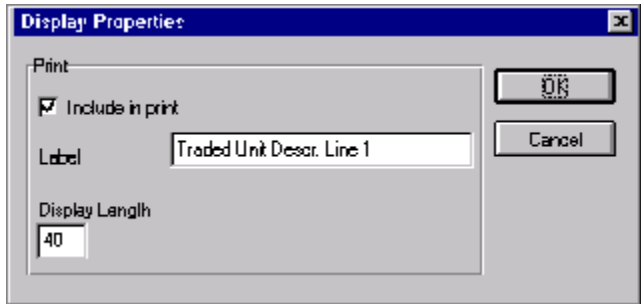 Display Properties
Print
Include in print
Label
Traded Unit Descr. Line 1
Display Length
40
OK
Cancel